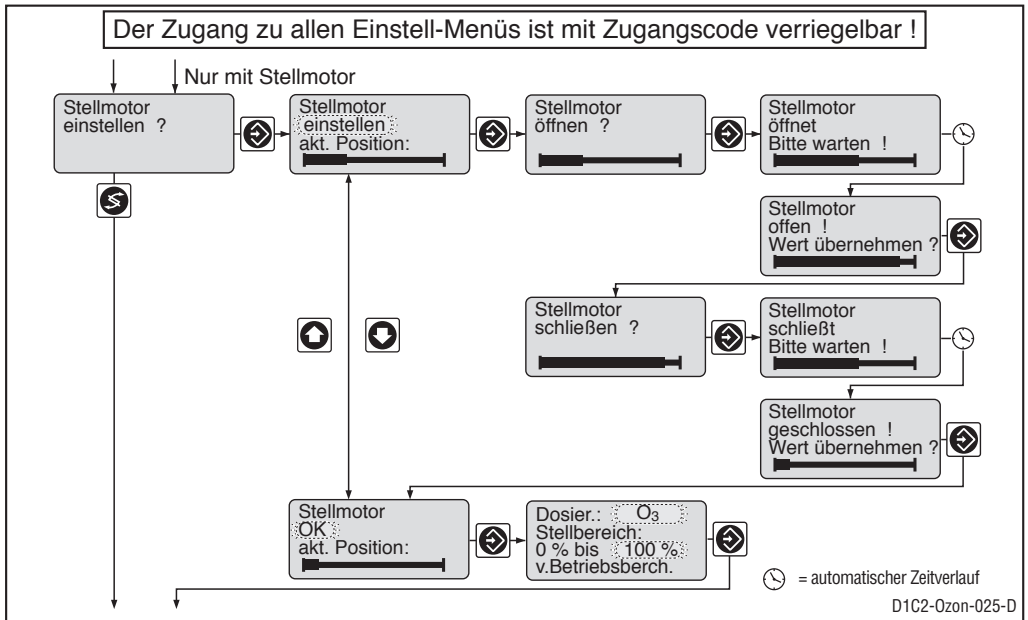 Der Zugang zu allen Einstell-Menüs ist mit Zugangscode verriegelbar !
Nur mit Stellmotor
Stellmotor
einstellen ?
Stellmotor
einstellen
akt. Position:
Stellmotor
öffnen ?
Stellmotor
öffnet
Bitte warten !
Stellmotor
offen !
Wert übernehmen ?
Stellmotor
schließen ?
Stellmotor
schließt
Bitte warten !
Stellmotor
geschlossen !
Wert übernehmen ?
Stellmotor
OK
akt. Position:
Dosier.: O₃
Stellbereich:
0 % bis 100 %
v.Betriebsberch.
= automatischer Zeitverlauf
D1C2-Ozon-025-D